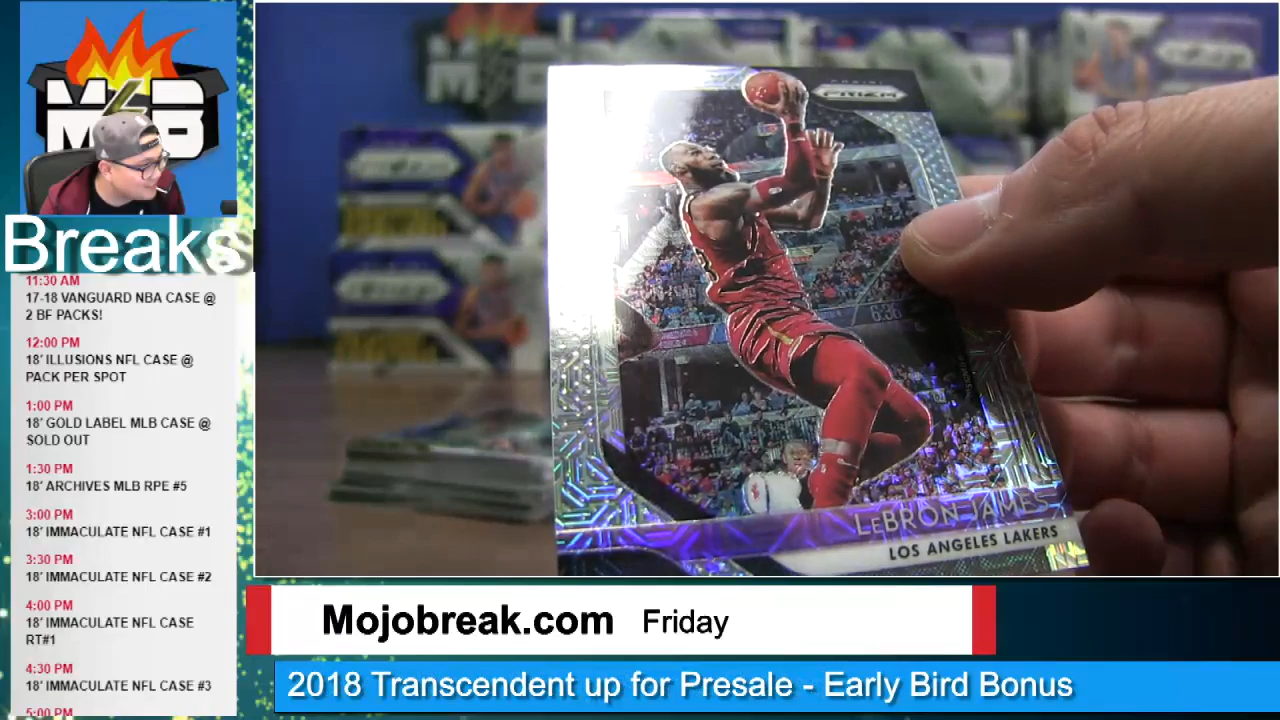 M B
M B
Breaks
11:30 AM
17-18 VANGUARD NBA CASE @
2 BF PACKS!
12:00 PM
18' ILLUSIONS NFL CASE @
PACK PER SPOT
1:00 PM
18' GOLD LABEL MLB CASE @
SOLD OUT
1:30 PM
18' ARCHIVES MLB RPE #5
3:00 PM
18' IMMACULATE NFL CASE #1
3:30 PM
18' IMMACULATE NFL CASE #2
4:00 PM
18' IMMACULATE NFL CASE
RT#1
4:30 PM
18' IMMACULATE NFL CASE #3
5:00 PM
PANINI
PRIZM
LEBRON JAMES
LOS ANGELES LAKERS
Mojobreak.com Friday
2018 Transcendent up for Presale - Early Bird Bonus